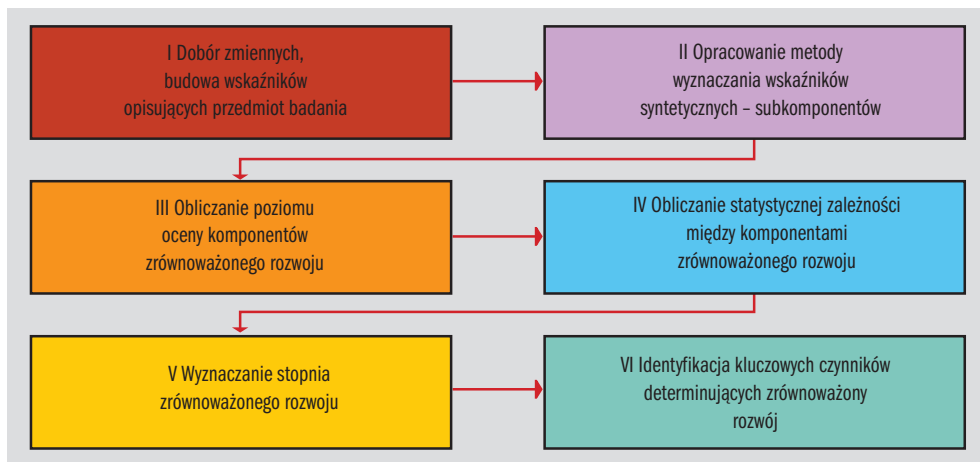 I Dobór zmiennych,
budowa wskaźników
opisujących przedmiot badania
II Opracowanie metody
wyznaczania wskaźników
syntetycznych – subkomponentów
III Obliczanie poziomu
oceny komponentów
zrównoważonego rozwoju
IV Obliczanie statystycznej zależności
między komponentami
zrównoważonego rozwoju
V Wyznaczanie stopnia
zrównoważonego rozwoju
VI Identyfikacja kluczowych czynników
determinujących zrównoważony
rozwój